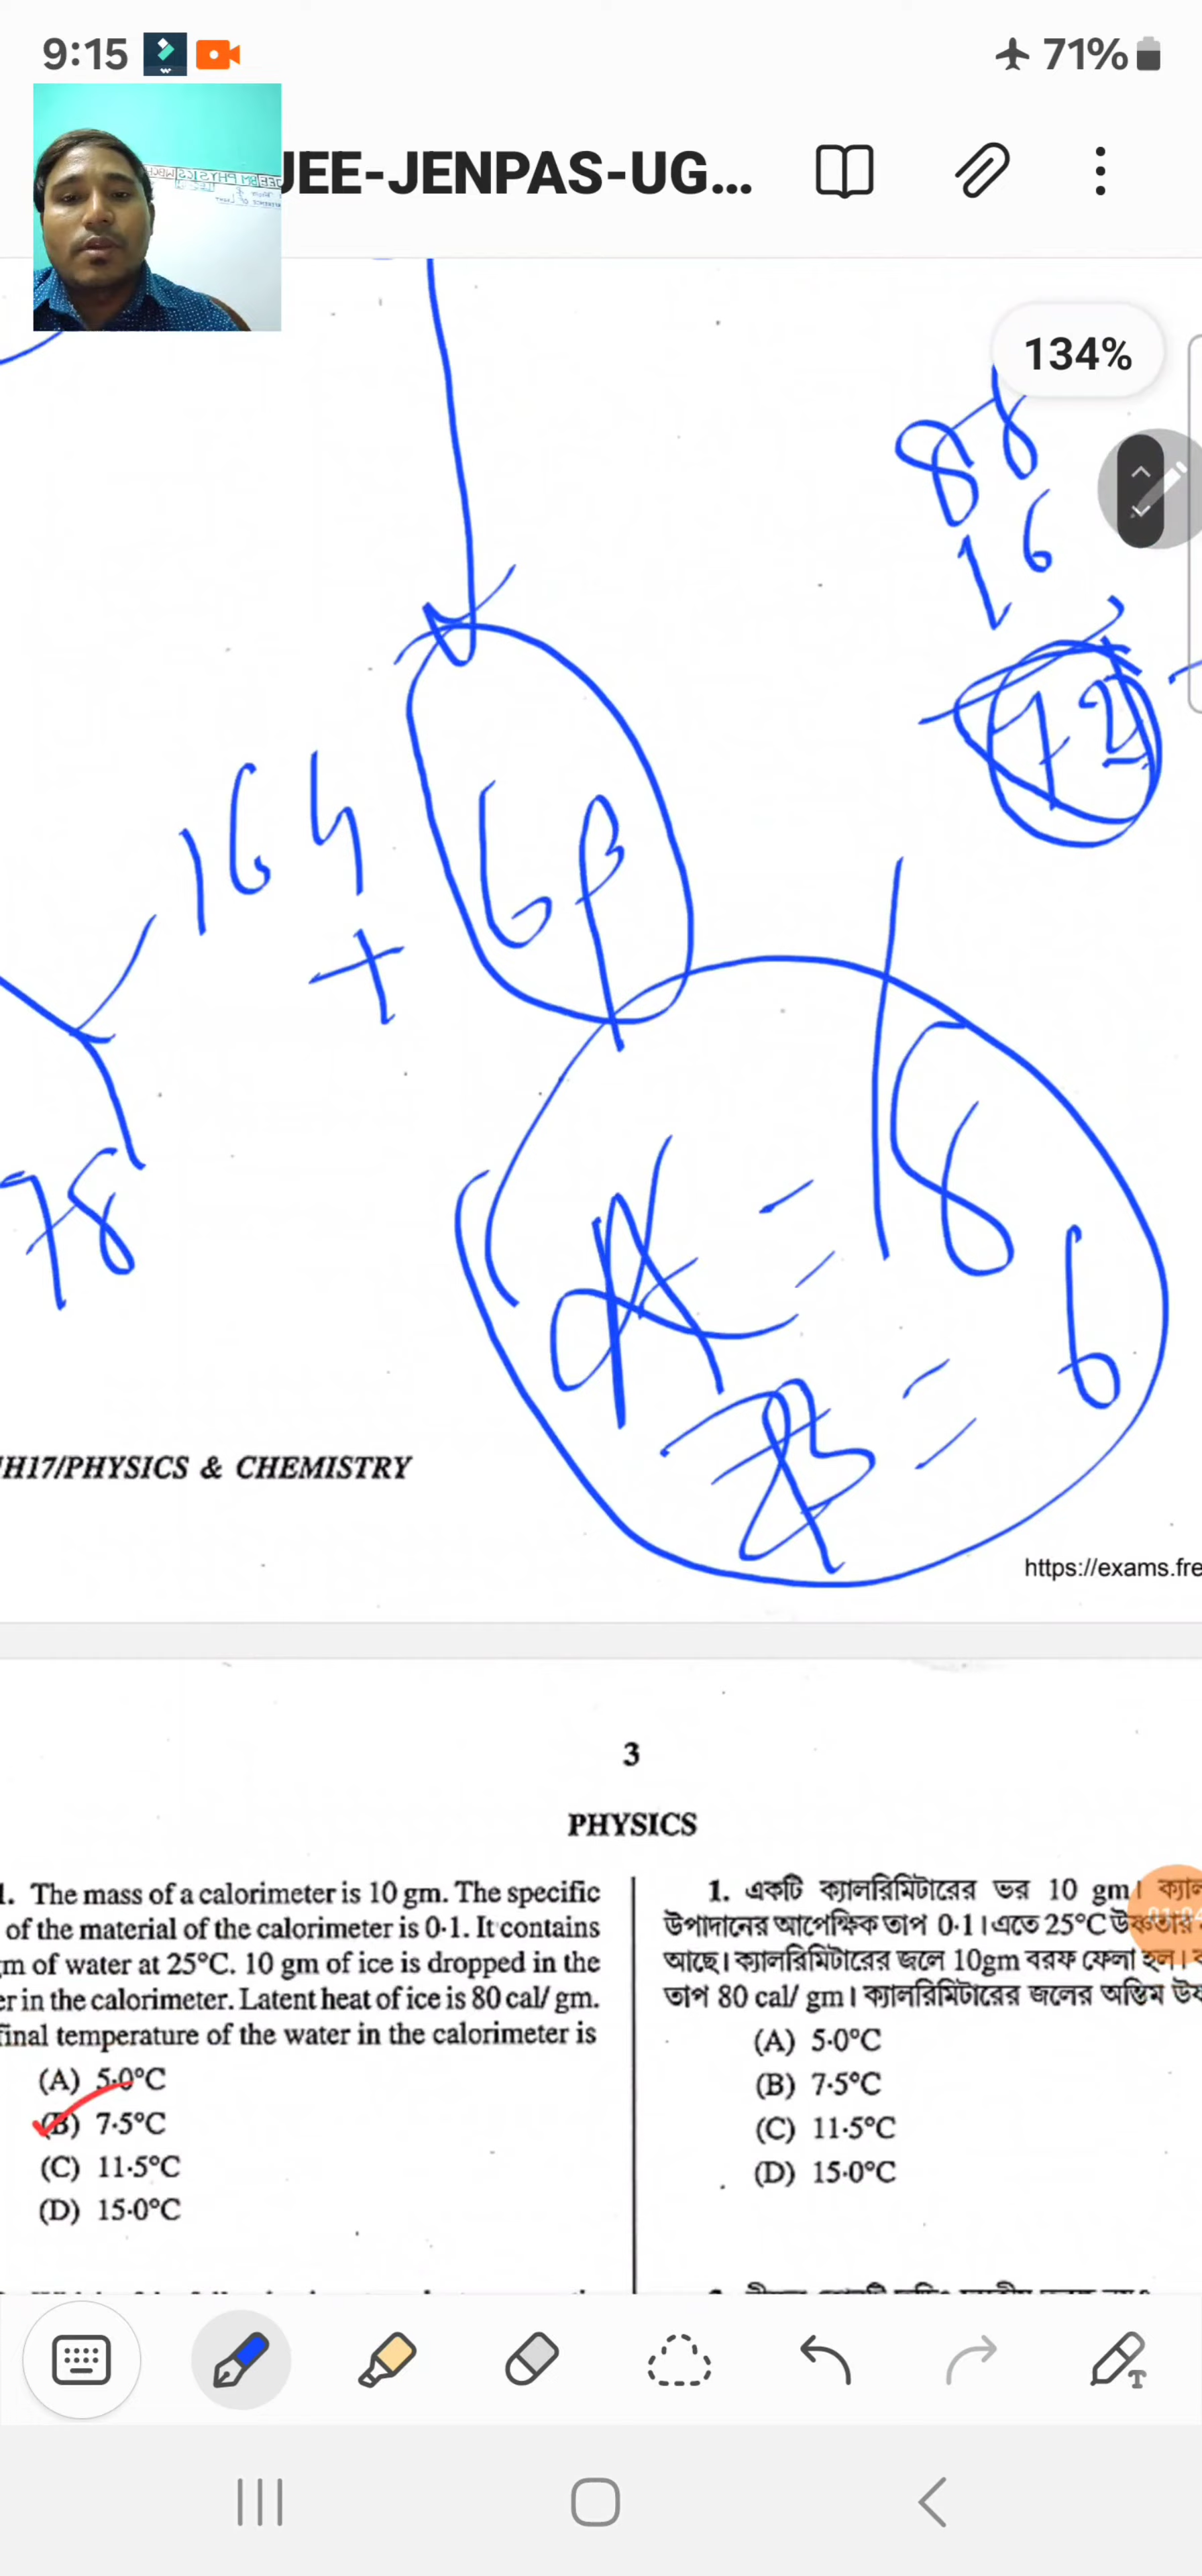 9:15
71%
JEE-JENPAS-UG...
134%
88
16
72
164
+
6β
78
α = 18
β = 6
H17/PHYSICS & CHEMISTRY
https://exams.fre
3
PHYSICS
1. The mass of a calorimeter is 10 gm. The specific
of the material of the calorimeter is 0·1. It contains
gm of water at 25°C. 10 gm of ice is dropped in the
er in the calorimeter. Latent heat of ice is 80 cal/ gm.
final temperature of the water in the calorimeter is
(A) 5·0°C
(B) 7·5°C
(C) 11·5°C
(D) 15·0°C
1. একটি ক্যালরিমিটারের ভর 10 gm। ক্যাল
উপাদানের আপেক্ষিক তাপ 0·1। এতে 25°C উষ্ণতার
আছে। ক্যালরিমিটারের জলে 10gm বরফ ফেলা হল।
তাপ 80 cal/ gm। ক্যালরিমিটারের জলের অন্তিম উষ
(A) 5·0°C
(B) 7·5°C
(C) 11·5°C
(D) 15·0°C